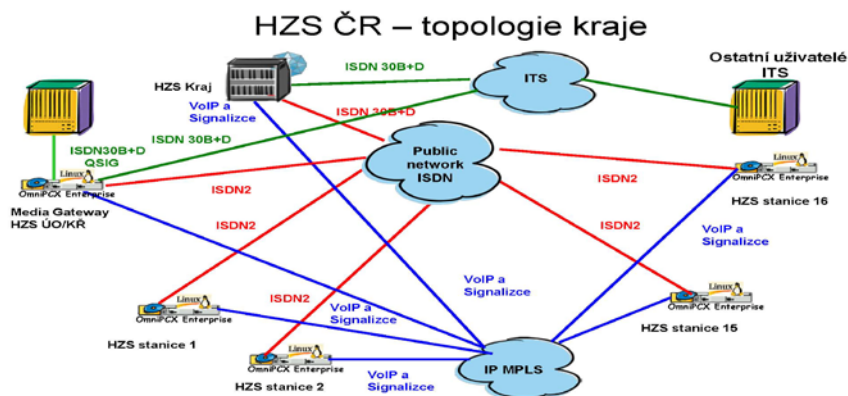 HZS ČR – topologie kraje
ISDN 30B+D
Ostatní uživatelé
ITS
ITS
HZS Kraj
VoIP a
Signalizce
ISDN 30B+D
ISDN 30B+D
ISDN30B+D
QSIG
Public
network
ISDN
Linux
OmniPCX Enterprise
Linux
OmniPCX Enterprise
ISDN2
ISDN2
Media Gateway
HZS ÚO/KŘ
HZS stanice 16
ISDN2
ISDN2
VoIP a
Signalizce
VoIP a
Signalizce
Linux
OmniPCX Enterprise
ISDN2
VoIP a
Signalizce
Linux
OmniPCX Enterprise
HZS stanice 1
HZS stanice 15
Linux
OmniPCX Enterprise
HZS stanice 2
VoIP a
Signalizce
IP MPLS